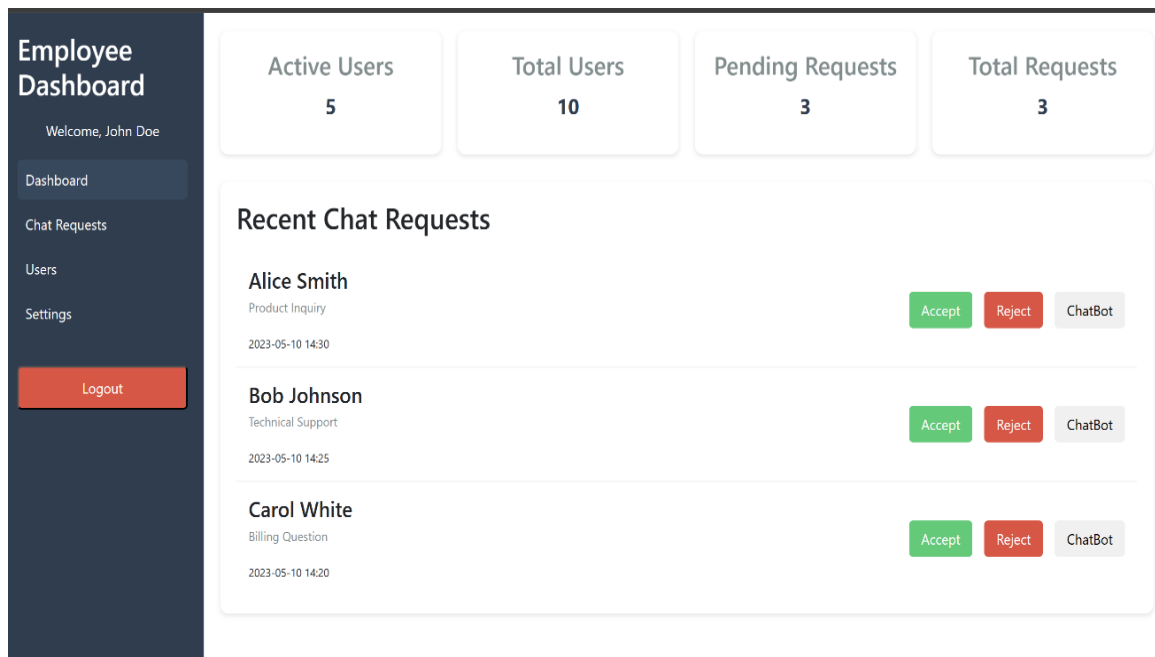 Employee
Dashboard
Welcome, John Doe
Dashboard
Chat Requests
Users
Settings
Logout
Active Users
5
Total Users
10
Pending Requests
3
Total Requests
3
Recent Chat Requests
Alice Smith
Product Inquiry
2023-05-10 14:30
Accept Reject ChatBot
Bob Johnson
Technical Support
2023-05-10 14:25
Accept Reject ChatBot
Carol White
Billing Question
2023-05-10 14:20
Accept Reject ChatBot